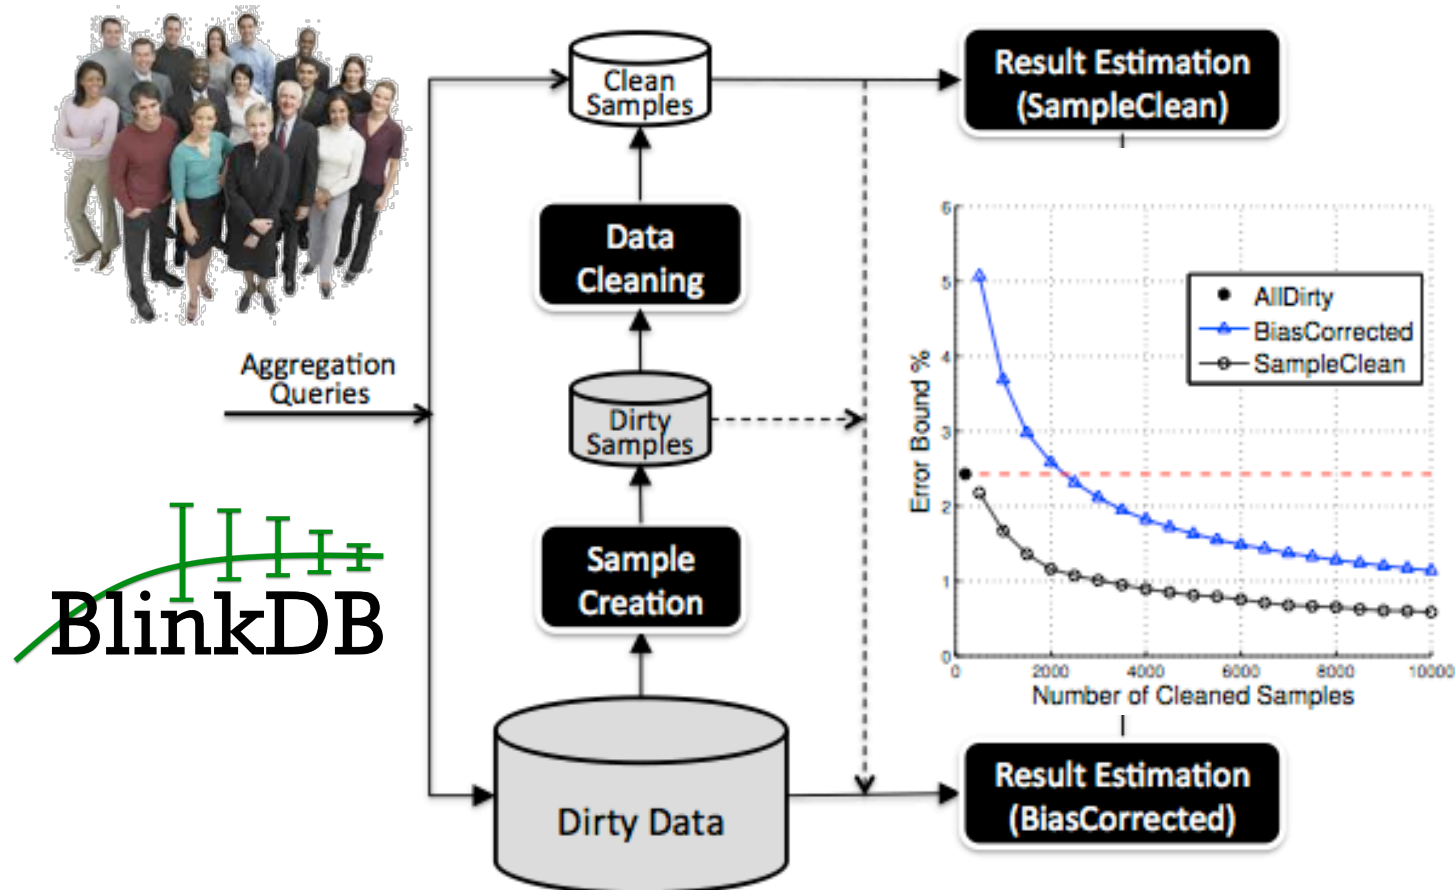 Clean
Samples
Result Estimation
(SampleClean)
Data
Cleaning
Aggregation
Queries
Dirty
Samples
Sample
Creation
BlinkDB
Dirty Data
6
5
4
3
2
1
0
Error Bound %
AllDirty
BiasCorrected
SampleClean
0
2000
4000
6000
8000
10000
Number of Cleaned Samples
Result Estimation
(BiasCorrected)